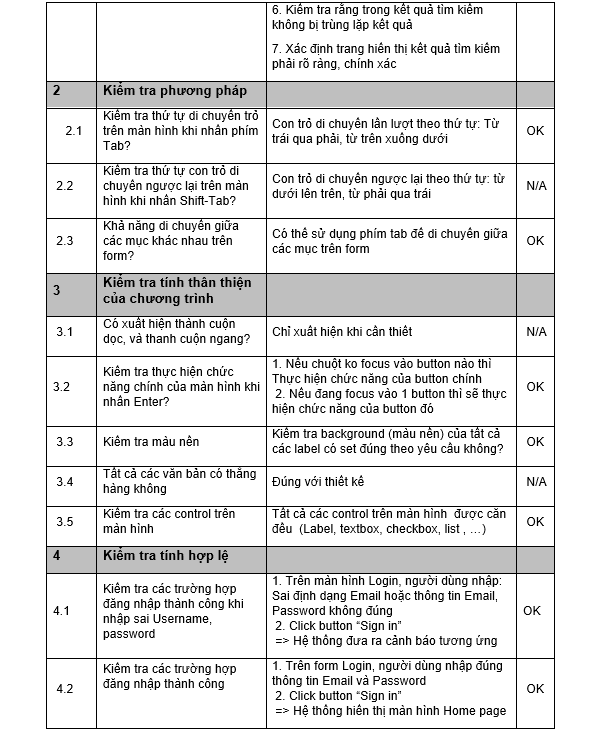 6. Kiểm tra rằng trong kết quả tìm kiếm
không bị trùng lặp kết quả
7. Xác định trang hiển thị kết quả tìm kiếm
phải rõ ràng, chính xác
2 Kiểm tra phương pháp
2.1
Kiểm tra thứ tự di chuyển trỏ
trên màn hình khi nhấn phím
Tab?
Con trỏ di chuyển lần lượt theo thứ tự: Từ
trái qua phải, từ trên xuống dưới
OK
2.2
Kiểm tra thứ tự con trỏ di
chuyển ngược lại trên màn
hình khi nhấn Shift-Tab?
Con trỏ di chuyển ngược lại theo thứ tự: từ
dưới lên trên, từ phải qua trái
N/A
2.3
Khả năng di chuyển giữa
các mục khác nhau trên
form?
Có thể sử dụng phím tab để di chuyển giữa
các mục trên form
OK
3
Kiểm tra tính thân thiện
của chương trình
3.1
Có xuất hiện thành cuộn
dọc, và thanh cuộn ngang?
Chỉ xuất hiện khi cần thiết
N/A
3.2
Kiểm tra thực hiện chức
năng chính của màn hình khi
nhấn Enter?
1. Nếu chuột ko focus vào button nào thì
Thực hiện chức năng của button chính
2. Nếu đang focus vào 1 button thì sẽ thực
hiện chức năng của button đó
OK
3.3
Kiểm tra màu nền
Kiểm tra background (màu nền) của tất cả
các label có set đúng theo yêu cầu không?
OK
3.4
Tất cả các văn bản có thẳng
hàng không
Đúng với thiết kế
N/A
3.5
Kiểm tra các control trên
màn hình
Tất cả các control trên màn hình được căn
đều (Label, textbox, checkbox, list , …)
OK
4 Kiểm tra tính hợp lệ
4.1
Kiểm tra các trường hợp
đăng nhập thành công khi
nhập sai Username,
password
1. Trên màn hình Login, người dùng nhập:
Sai định dạng Email hoặc thông tin Email,
Password không đúng
2. Click button “Sign in”
=> Hệ thống đưa ra cảnh báo tương ứng
OK
4.2
Kiểm tra các trường hợp
đăng nhập thành công
1. Trên form Login, người dùng nhập đúng
thông tin Email và Password
2. Click button “Sign in”
=> Hệ thống hiển thị màn hình Home page
OK